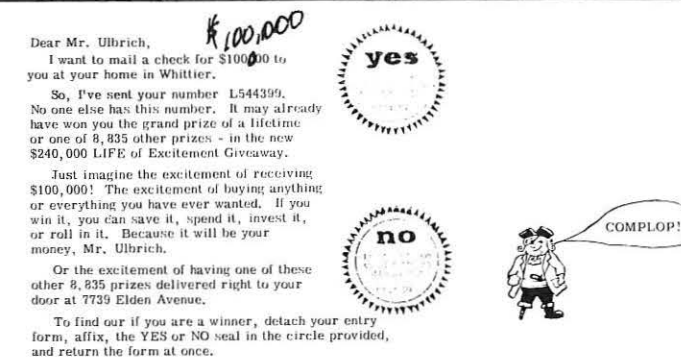 $100,000
Dear Mr. Ulbrich,
I want to mail a check for $100000 to
you at your home in Whittier.
So, I've sent your number L544399.
No one else has this number. It may already
have won you the grand prize of a lifetime
or one of 8,835 other prizes - in the new
$240,000 LIFE of Excitement Giveaway.
Just imagine the excitement of receiving
$100,000! The excitement of buying anything
or everything you have ever wanted. If you
win it, you can save it, spend it, invest it,
or roll in it. Because it will be your
money, Mr. Ulbrich.
Or the excitement of having one of these
other 8,835 prizes delivered right to your
door at 7739 Elden Avenue.
To find our if you are a winner, detach your entry
form, affix, the YES or NO seal in the circle provided,
and return the form at once.
yes
no
COMPLOP!